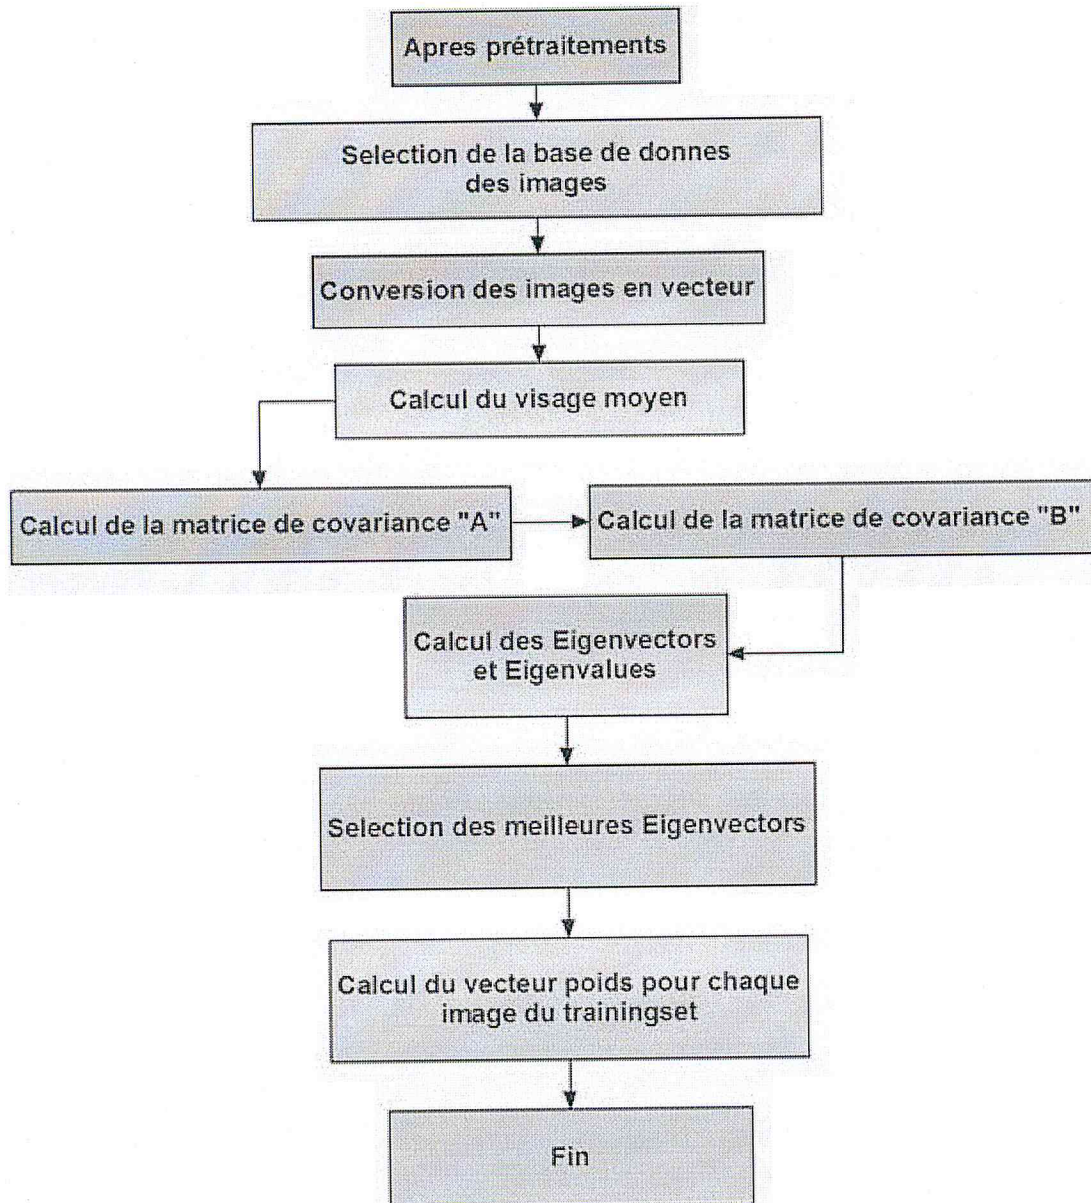 Apres prétraitements
Selection de la base de donnes
des images
Conversion des images en vecteur
Calcul du visage moyen
Calcul de la matrice de covariance "A"
Calcul de la matrice de covariance "B"
Calcul des Eigenvectors
et Eigenvalues
Selection des meilleures Eigenvectors
Calcul du vecteur poids pour chaque
image du trainingset
Fin